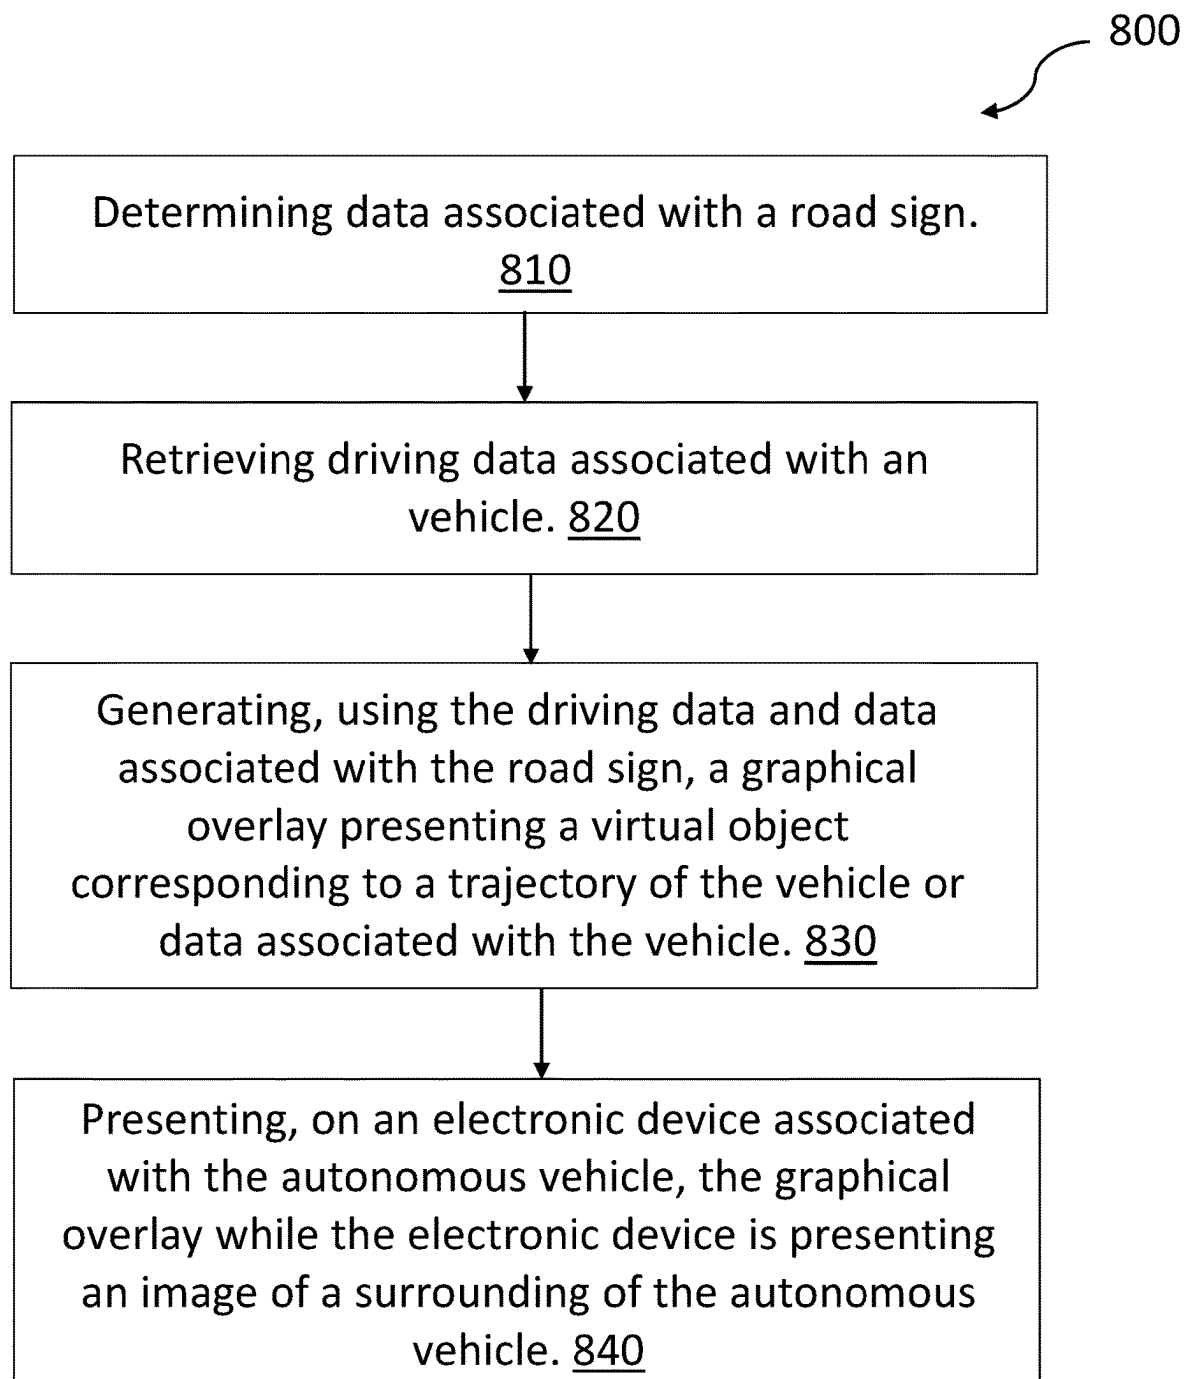 800
Determining data associated with a road sign.
810
Retrieving driving data associated with an
vehicle. 820
Generating, using the driving data and data
associated with the road sign, a graphical
overlay presenting a virtual object
corresponding to a trajectory of the vehicle or
data associated with the vehicle. 830
Presenting, on an electronic device associated
with the autonomous vehicle, the graphical
overlay while the electronic device is presenting
an image of a surrounding of the autonomous
vehicle. 840